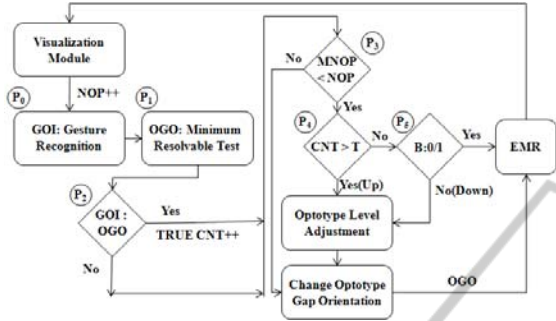 Visualization
Module
NOP++
P0
GOI: Gesture
Recognition
P1
OGO: Minimum
Resolvable Test
P2
GOI :
OGO
Yes
TRUE CNT++
No
P3
MNOP
< NOP
No
Yes
P4
CNT > T
No
P5
B:0/1
Yes
EMR
Yes(Up)
No(Down)
Optotype Level
Adjustment
Change Optotype
Gap Orientation
OGO